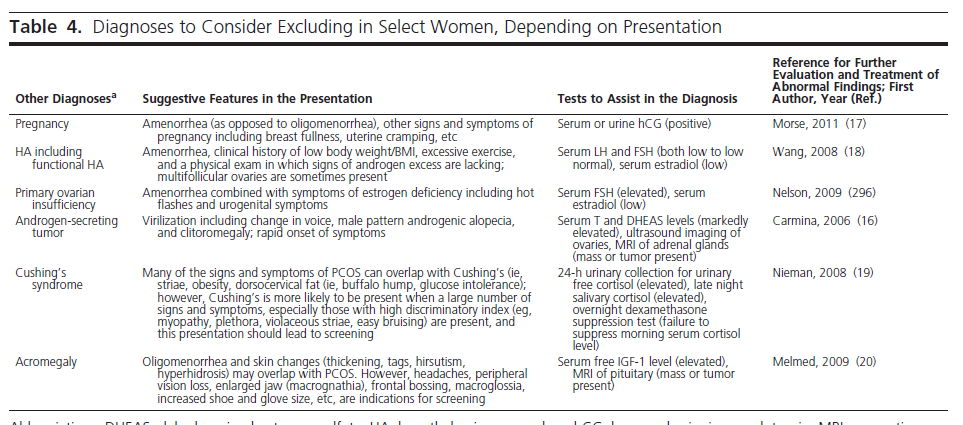 Table 4. Diagnoses to Consider Excluding in Select Women, Depending on Presentation
Other Diagnosesa
Suggestive Features in the Presentation
Tests to Assist in the Diagnosis
Reference for Further
Evaluation and Treatment of
Abnormal Findings; First
Author, Year (Ref.)
Pregnancy
Amenorrhea (as opposed to oligomenorrhea), other signs and symptoms of
pregnancy including breast fullness, uterine cramping, etc
Serum or urine hCG (positive)
Morse, 2011 (17)
HA including
functional HA
Amenorrhea, clinical history of low body weight/BMI, excessive exercise,
and a physical exam in which signs of androgen excess are lacking;
multifollicular ovaries are sometimes present
Serum LH and FSH (both low to low
normal), serum estradiol (low)
Wang, 2008 (18)
Primary ovarian
insufficiency
Amenorrhea combined with symptoms of estrogen deficiency including hot
flashes and urogenital symptoms
Serum FSH (elevated), serum
estradiol (low)
Nelson, 2009 (296)
Androgen-secreting
tumor
Virilization including change in voice, male pattern androgenic alopecia,
and clitoromegaly; rapid onset of symptoms
Serum T and DHEAS levels (markedly
elevated), ultrasound imaging of
ovaries, MRI of adrenal glands
(mass or tumor present)
Carmina, 2006 (16)
Cushing's
syndrome
Many of the signs and symptoms of PCOS can overlap with Cushing's (ie,
striae, obesity, dorsocervical fat (ie, buffalo hump, glucose intolerance);
however, Cushing's is more likely to be present when a large number of
signs and symptoms, especially those with high discriminatory index (eg,
myopathy, plethora, violaceous striae, easy bruising) are present, and
this presentation should lead to screening
24-h urinary collection for urinary
free cortisol (elevated), late night
salivary cortisol (elevated),
overnight dexamethasone
suppression test (failure to
suppress morning serum cortisol
level)
Nieman, 2008 (19)
Acromegaly
Oligomenorrhea and skin changes (thickening, tags, hirsutism,
hyperhidrosis) may overlap with PCOS. However, headaches, peripheral
vision loss, enlarged jaw (macrognathia), frontal bossing, macroglossia,
increased shoe and glove size, etc, are indications for screening
Serum free IGF-1 level (elevated),
MRI of pituitary (mass or tumor
present)
Melmed, 2009 (20)